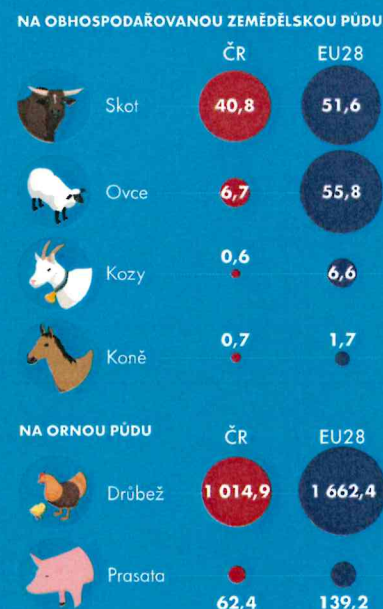 NA OBHOSPODAŘOVANOU ZEMĚDĚLSKOU PŮDU
ČR EU28
Skot 40,8 51,6
Ovce 6,7 55,8
Kozy 0,6 6,6
Koně 0,7 1,7
NA ORNOU PŮDU ČR EU28
Drůbež 1 014,9 1 662,4
Prasata 62,4 139,2